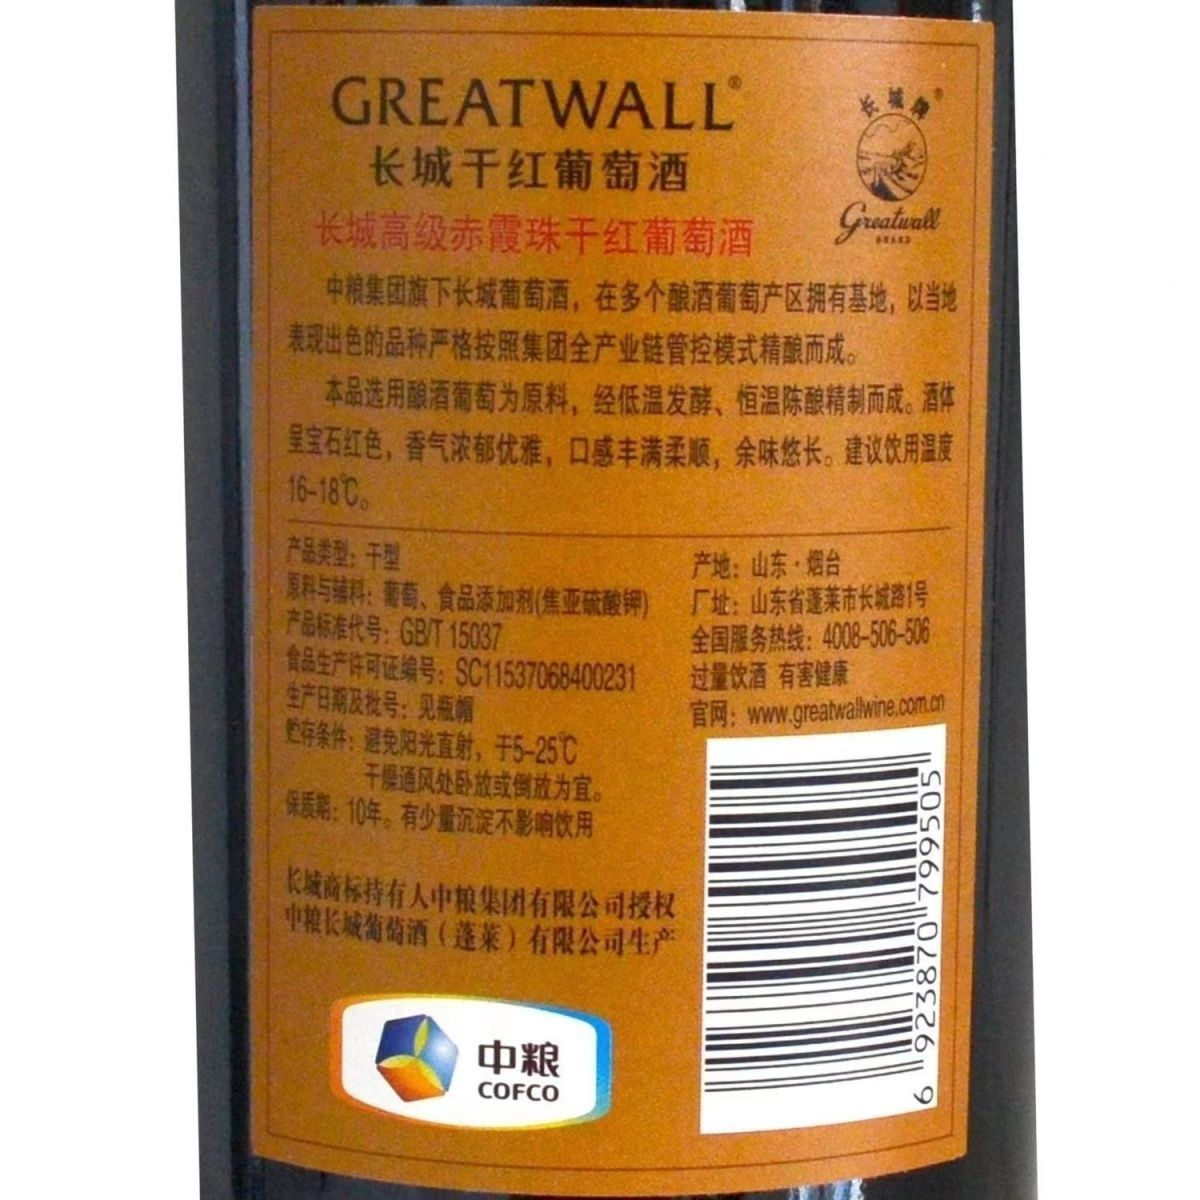 GREATWALL®
长城干红葡萄酒
长城牌®
Greatwall
BRAND
长城高级赤霞珠干红葡萄酒
中粮集团旗下长城葡萄酒，在多个酿酒葡萄产区拥有基地，以当地
表现出色的品种严格按照集团全产业链管控模式精酿而成。
本品选用酿酒葡萄为原料，经低温发酵、恒温陈酿精制而成。酒体
呈宝石红色，香气浓郁优雅，口感丰满柔顺，余味悠长。建议饮用温度
16-18℃。
产品类型：干型
原料与辅料：葡萄、食品添加剂(焦亚硫酸钾)
产品标准代号：GB/T 15037
食品生产许可证编号：SC11537068400231
生产日期及批号：见瓶帽
贮存条件：避免阳光直射，于5-25℃
干燥通风处卧放或倒放为宜。
保质期：10年。有少量沉淀不影响饮用
产地：山东·烟台
厂址：山东省蓬莱市长城路1号
全国服务热线：4008-506-506
过量饮酒 有害健康
官网：www.greatwallwine.com.cn
长城商标持有人中粮集团有限公司授权
中粮长城葡萄酒（蓬莱）有限公司生产
中粮
COFCO
6 923870 799505